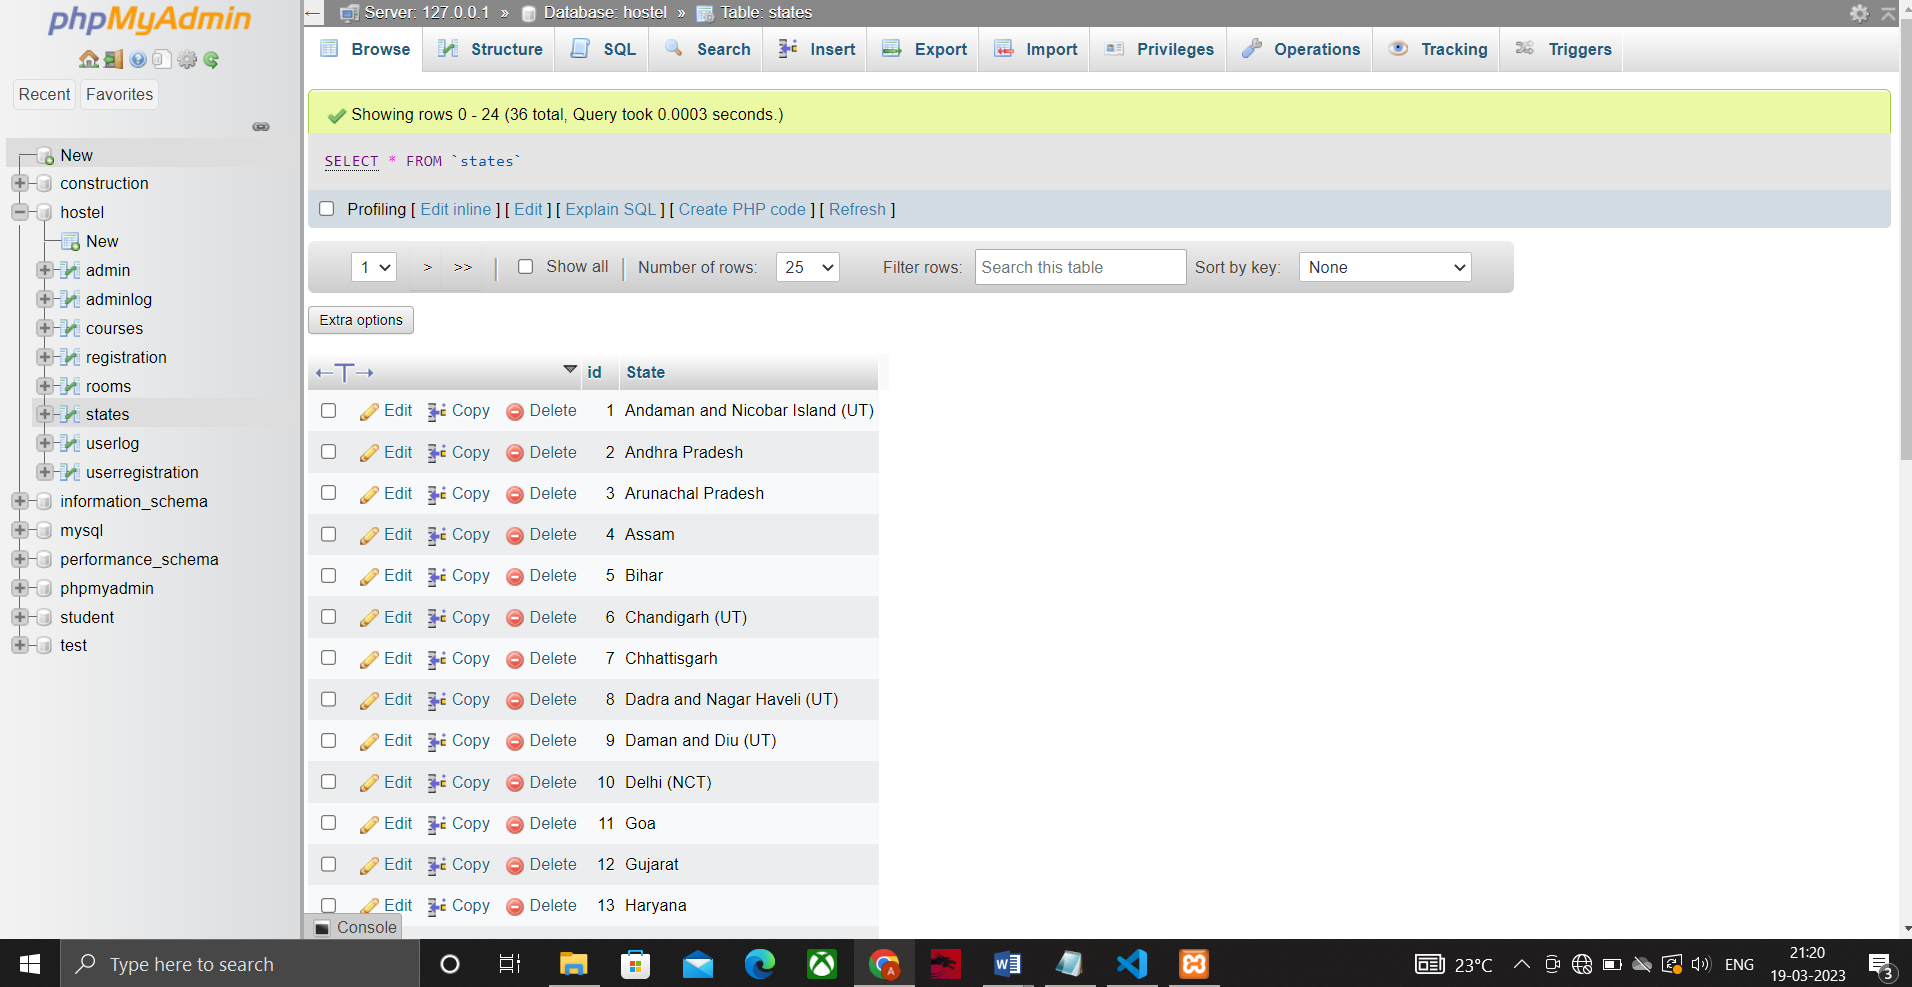 phpMyAdmin
Recent Favorites
New
construction
hostel
New
admin
adminlog
courses
registration
rooms
states
userlog
userregistration
information_schema
mysql
performance_schema
phpmyadmin
student
test
Server: 127.0.0.1 » Database: hostel » Table: states
Browse Structure SQL Search Insert Export Import Privileges Operations Tracking Triggers
Showing rows 0 - 24 (36 total, Query took 0.0003 seconds.)
SELECT * FROM `states`
Profiling [ Edit inline ] [ Edit ] [ Explain SQL ] [ Create PHP code ] [ Refresh ]
1 > >> Show all Number of rows: 25 Filter rows: Search this table Sort by key: None
Extra options
←T→ id State
Edit Copy Delete 1 Andaman and Nicobar Island (UT)
Edit Copy Delete 2 Andhra Pradesh
Edit Copy Delete 3 Arunachal Pradesh
Edit Copy Delete 4 Assam
Edit Copy Delete 5 Bihar
Edit Copy Delete 6 Chandigarh (UT)
Edit Copy Delete 7 Chhattisgarh
Edit Copy Delete 8 Dadra and Nagar Haveli (UT)
Edit Copy Delete 9 Daman and Diu (UT)
Edit Copy Delete 10 Delhi (NCT)
Edit Copy Delete 11 Goa
Edit Copy Delete 12 Gujarat
Edit Copy Delete 13 Haryana
Console
Type here to search
23°C ENG 21:20
19-03-2023
3